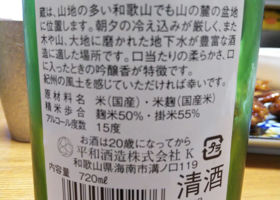 蔵は、山地の多い和歌山でも山の麓の盆地
に位置します。朝夕の冷え込みが厳しく、また
木や山、大地に磨かれた地下水が豊富な酒
造に適した場所です。口当たりの柔らかさ、口
に入ったときの吟醸香が特徴です。
紀州の風土を感じていただければ幸いです。
原材料名 米(国産)・米麹(国産米)
精米歩合 麹米50%・掛米55%
アルコール度数 15度
お酒は20歳になってから
平和酒造株式会社 K
和歌山県海南市溝ノ口119
720㎖
清酒